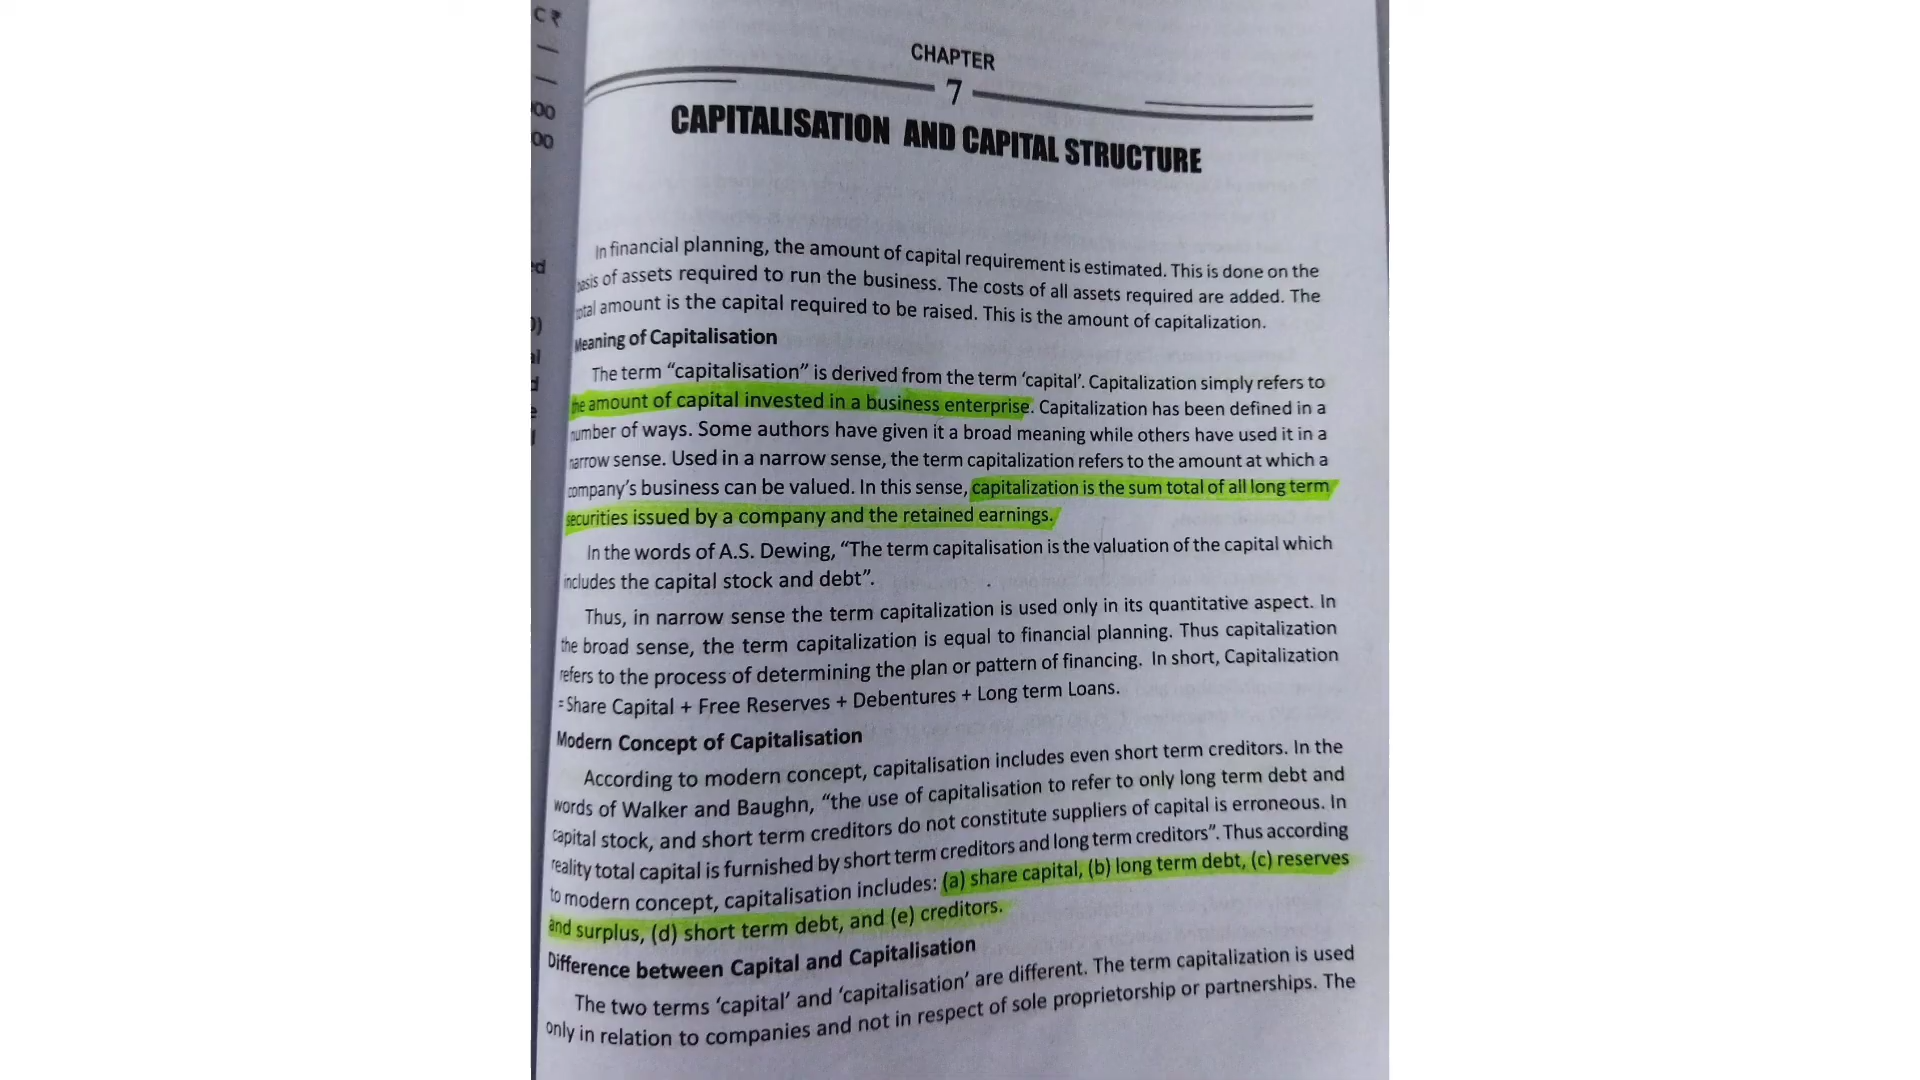 C ₹
—
—
00
00
ed
0)
al
d
e
CHAPTER
7
CAPITALISATION AND CAPITAL STRUCTURE
In financial planning, the amount of capital requirement is estimated. This is done on the
basis of assets required to run the business. The costs of all assets required are added. The
total amount is the capital required to be raised. This is the amount of capitalization.
Meaning of Capitalisation
The term “capitalisation” is derived from the term ‘capital’. Capitalization simply refers to
the amount of capital invested in a business enterprise. Capitalization has been defined in a
number of ways. Some authors have given it a broad meaning while others have used it in a
narrow sense. Used in a narrow sense, the term capitalization refers to the amount at which a
company’s business can be valued. In this sense, capitalization is the sum total of all long term
securities issued by a company and the retained earnings.
In the words of A.S. Dewing, “The term capitalisation is the valuation of the capital which
includes the capital stock and debt”.
Thus, in narrow sense the term capitalization is used only in its quantitative aspect. In
the broad sense, the term capitalization is equal to financial planning. Thus capitalization
refers to the process of determining the plan or pattern of financing. In short, Capitalization
= Share Capital + Free Reserves + Debentures + Long term Loans.
Modern Concept of Capitalisation
According to modern concept, capitalisation includes even short term creditors. In the
words of Walker and Baughn, “the use of capitalisation to refer to only long term debt and
capital stock, and short term creditors do not constitute suppliers of capital is erroneous. In
reality total capital is furnished by short term creditors and long term creditors”. Thus according
to modern concept, capitalisation includes: (a) share capital, (b) long term debt, (c) reserves
and surplus, (d) short term debt, and (e) creditors.
Difference between Capital and Capitalisation
The two terms ‘capital’ and ‘capitalisation’ are different. The term capitalization is used
only in relation to companies and not in respect of sole proprietorship or partnerships. The